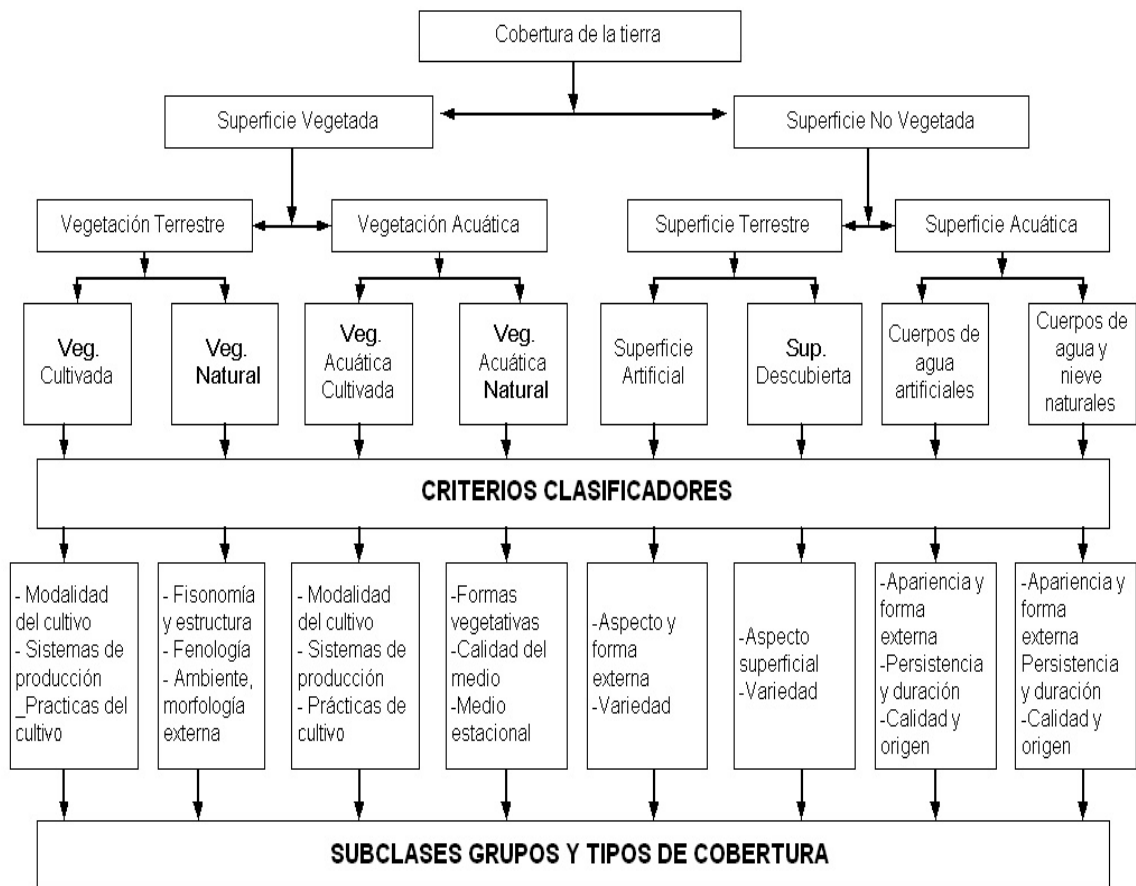 Cobertura de la tierra
Superficie Vegetada
Superficie No Vegetada
Vegetación Terrestre
Vegetación Acuática
Superficie Terrestre
Superficie Acuática
Veg.
Cultivada
Veg.
Natural
Veg.
Acuática
Cultivada
Veg.
Acuática
Natural
Superficie
Artificial
Sup.
Descubierta
Cuerpos de
agua
artificiales
Cuerpos de
agua y
nieve
naturales
CRITERIOS CLASIFICADORES
- Modalidad
del cultivo
- Sistemas de
producción
_Practicas del
cultivo
- Fisonomía
y estructura
- Fenología
- Ambiente,
morfología
externa
- Modalidad
del cultivo
- Sistemas de
producción
- Prácticas de
cultivo
-Formas
vegetativas
-Calidad del
medio
-Medio
estacional
-Aspecto y
forma
externa
-Variedad
-Aspecto
superficial
-Variedad
-Apariencia y
forma
externa
-Persistencia
y duración
-Calidad y
origen
-Apariencia y
forma
externa
Persistencia
y duración
-Calidad y
origen
SUBCLASES GRUPOS Y TIPOS DE COBERTURA